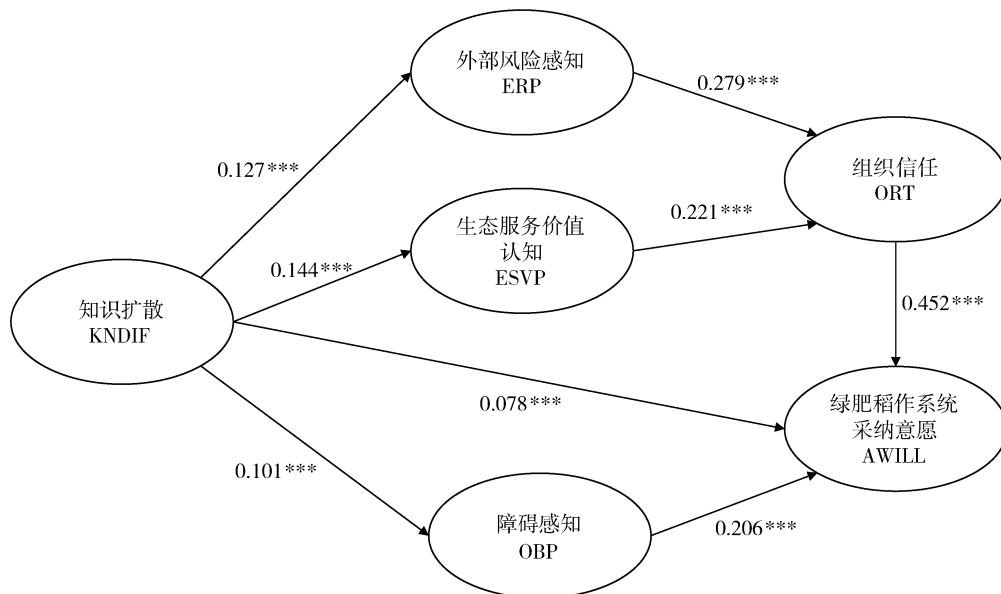 外部风险感知
ERP
0.279***
组织信任
ORT
0.127***
生态服务价值
认知
ESVP
0.221***
0.144***
知识扩散
KNDIF
0.452***
0.078***
绿肥稻作系统
采纳意愿
AWILL
0.101***
障碍感知
OBP
0.206***